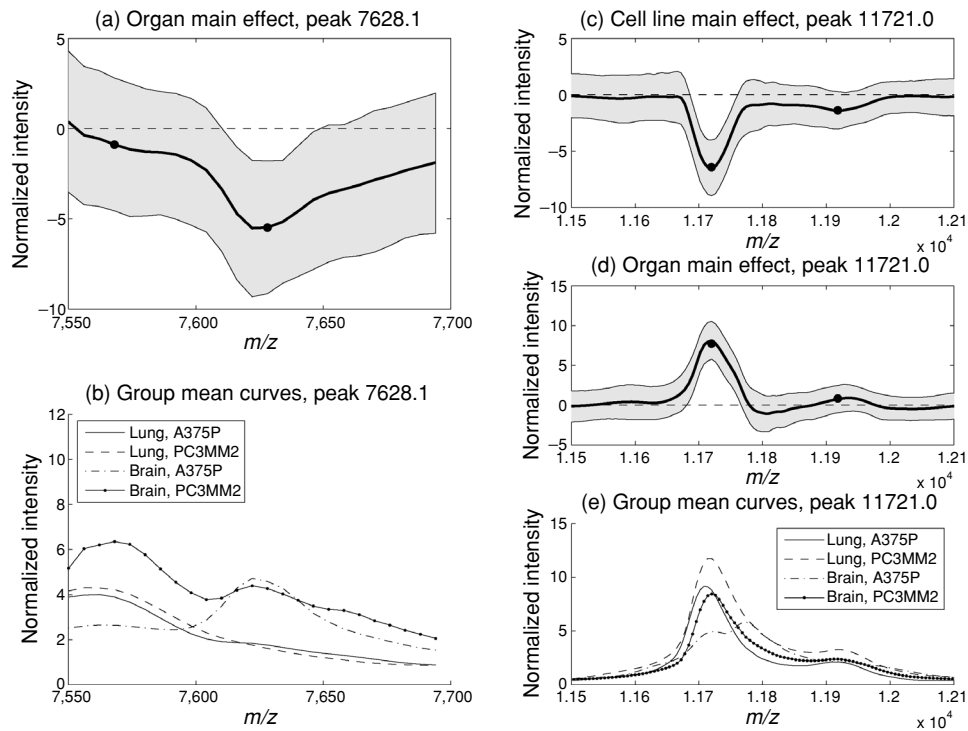 (a) Organ main effect, peak 7628.1
Normalized intensity
5
0
−5
−10
7,550
7,600
7,650
7,700
m/z
(b) Group mean curves, peak 7628.1
Normalized intensity
12
10
8
6
4
2
0
Lung, A375P
Lung, PC3MM2
Brain, A375P
Brain, PC3MM2
7,550
7,600
7,650
7,700
m/z
(c) Cell line main effect, peak 11721.0
Normalized intensity
5
0
−5
−10
1.15
1.16
1.17
1.18
1.19
1.2
1.21
m/z
x 10^4
(d) Organ main effect, peak 11721.0
Normalized intensity
15
10
5
0
−5
1.15
1.16
1.17
1.18
1.19
1.2
1.21
m/z
x 10^4
(e) Group mean curves, peak 11721.0
Normalized intensity
15
10
5
0
Lung, A375P
Lung, PC3MM2
Brain, A375P
Brain, PC3MM2
1.15
1.16
1.17
1.18
1.19
1.2
1.21
m/z
x 10^4